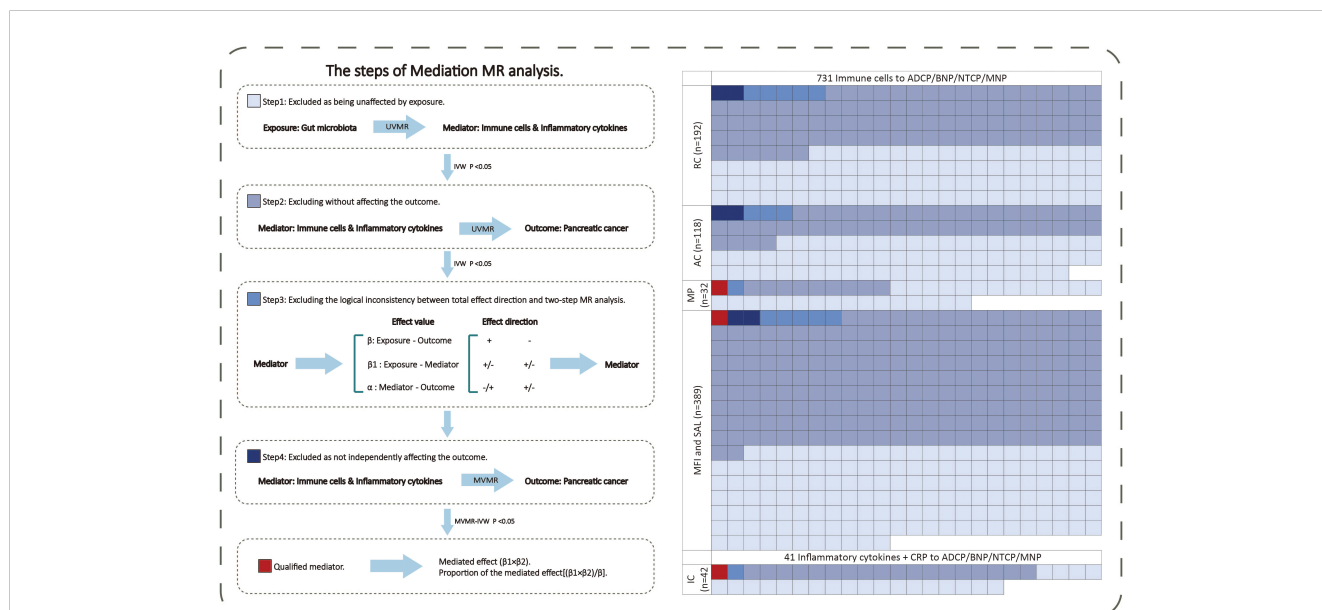 The steps of Mediation MR analysis.
Step1: Excluded as being unaffected by exposure.
Exposure: Gut microbiota UVMR Mediator: Immune cells & Inflammatory cytokines
IVW P <0.05
Step2: Excluding without affecting the outcome.
Mediator: Immune cells & Inflammatory cytokines UVMR Outcome: Pancreatic cancer
IVW P <0.05
Step3: Excluding the logical inconsistency between total effect direction and two-step MR analysis.
Effect value Effect direction
β: Exposure - Outcome + -
Mediator β1 : Exposure - Mediator +/- +/- Mediator
α : Mediator - Outcome -/+ +/-
Step4: Excluded as not independently affecting the outcome.
Mediator: Immune cells & Inflammatory cytokines MVMR Outcome: Pancreatic cancer
MVMR-IVW P <0.05
Qualified mediator.
Mediated effect (β1×β2).
Proportion of the mediated effect[(β1×β2)/β].
731 Immune cells to ADCP/BNP/NTCP/MNP
RC (n=192)
AC (n=118)
MP
(n=32
MFI and SAL (n=389)
41 Inflammatory cytokines + CRP to ADCP/BNP/NTCP/MNP
IC
(n=42